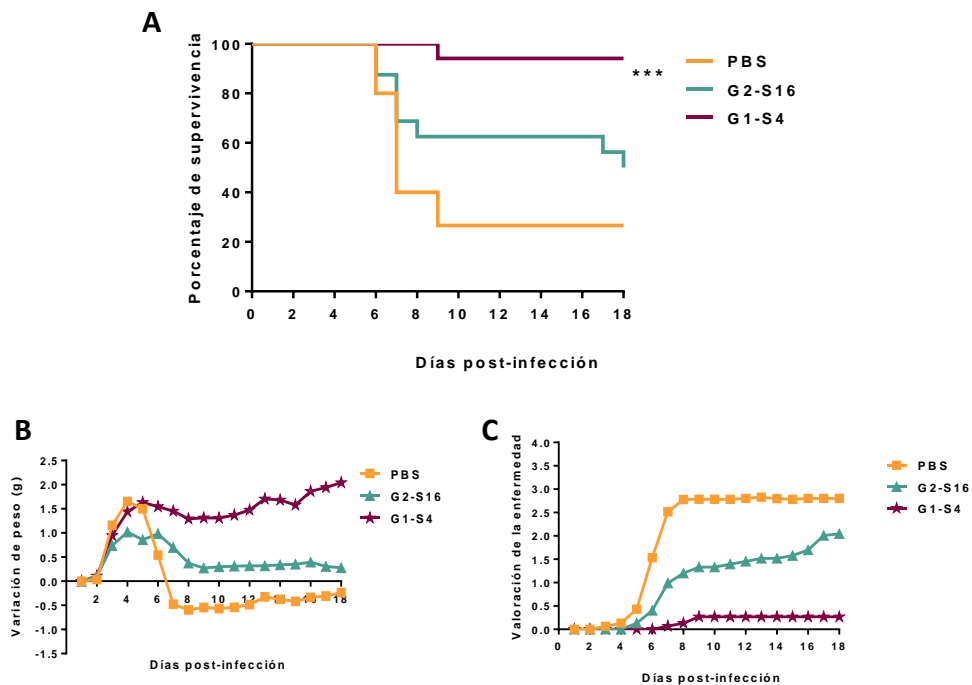 A
Porcentaje de supervivencia
100
80
60
40
20
0
0 2 4 6 8 10 12 14 16 18
Días post-infección
***
PBS
G2-S16
G1-S4
B
Variación de peso (g)
2.5
2.0
1.5
1.0
0.5
0.0
-0.5
-1.0
-1.5
2 4 6 8 10 12 14 16 18
Días post-infección
PBS
G2-S16
G1-S4
C
Valoración de la enfermedad
4.0
3.5
3.0
2.5
2.0
1.5
1.0
0.5
0.0
0 2 4 6 8 10 12 14 16 18
Días post-infección
PBS
G2-S16
G1-S4